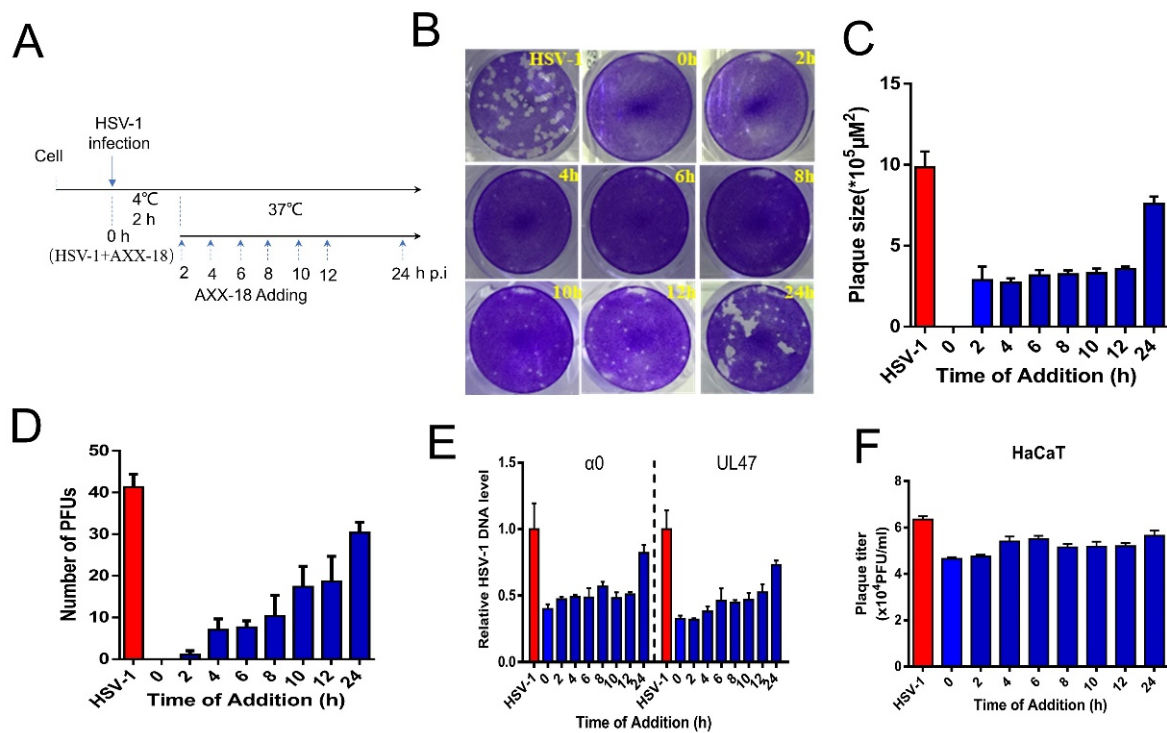 A
HSV-1
infection
Cell
4℃
2 h
37℃
0 h
(HSV-1+AXX-18)
2 4 6 8 10 12 24 h p.i
AXX-18 Adding
B
HSV-1 0h 2h
4h 6h 8h
10h 12h 24h
C
Plaque size(*10⁵μM²)
15
10
5
0
HSV-1 0 2 4 6 8 10 12 24
Time of Addition (h)
D
Number of PFUs
50
40
30
20
10
0
HSV-1 0 2 4 6 8 10 12 24
Time of Addition (h)
E
α0 UL47
Relative HSV-1 DNA level
1.5
1.0
0.5
0.0
HSV-1 0 2 4 6 8 10 12 24 HSV-1 0 2 4 6 8 10 12 24
Time of Addition (h)
F
HaCaT
Plaque titer
(x10⁴PFU/ml)
8
6
4
2
0
HSV-1 0 2 4 6 8 10 12 24
Time of Addition (h)